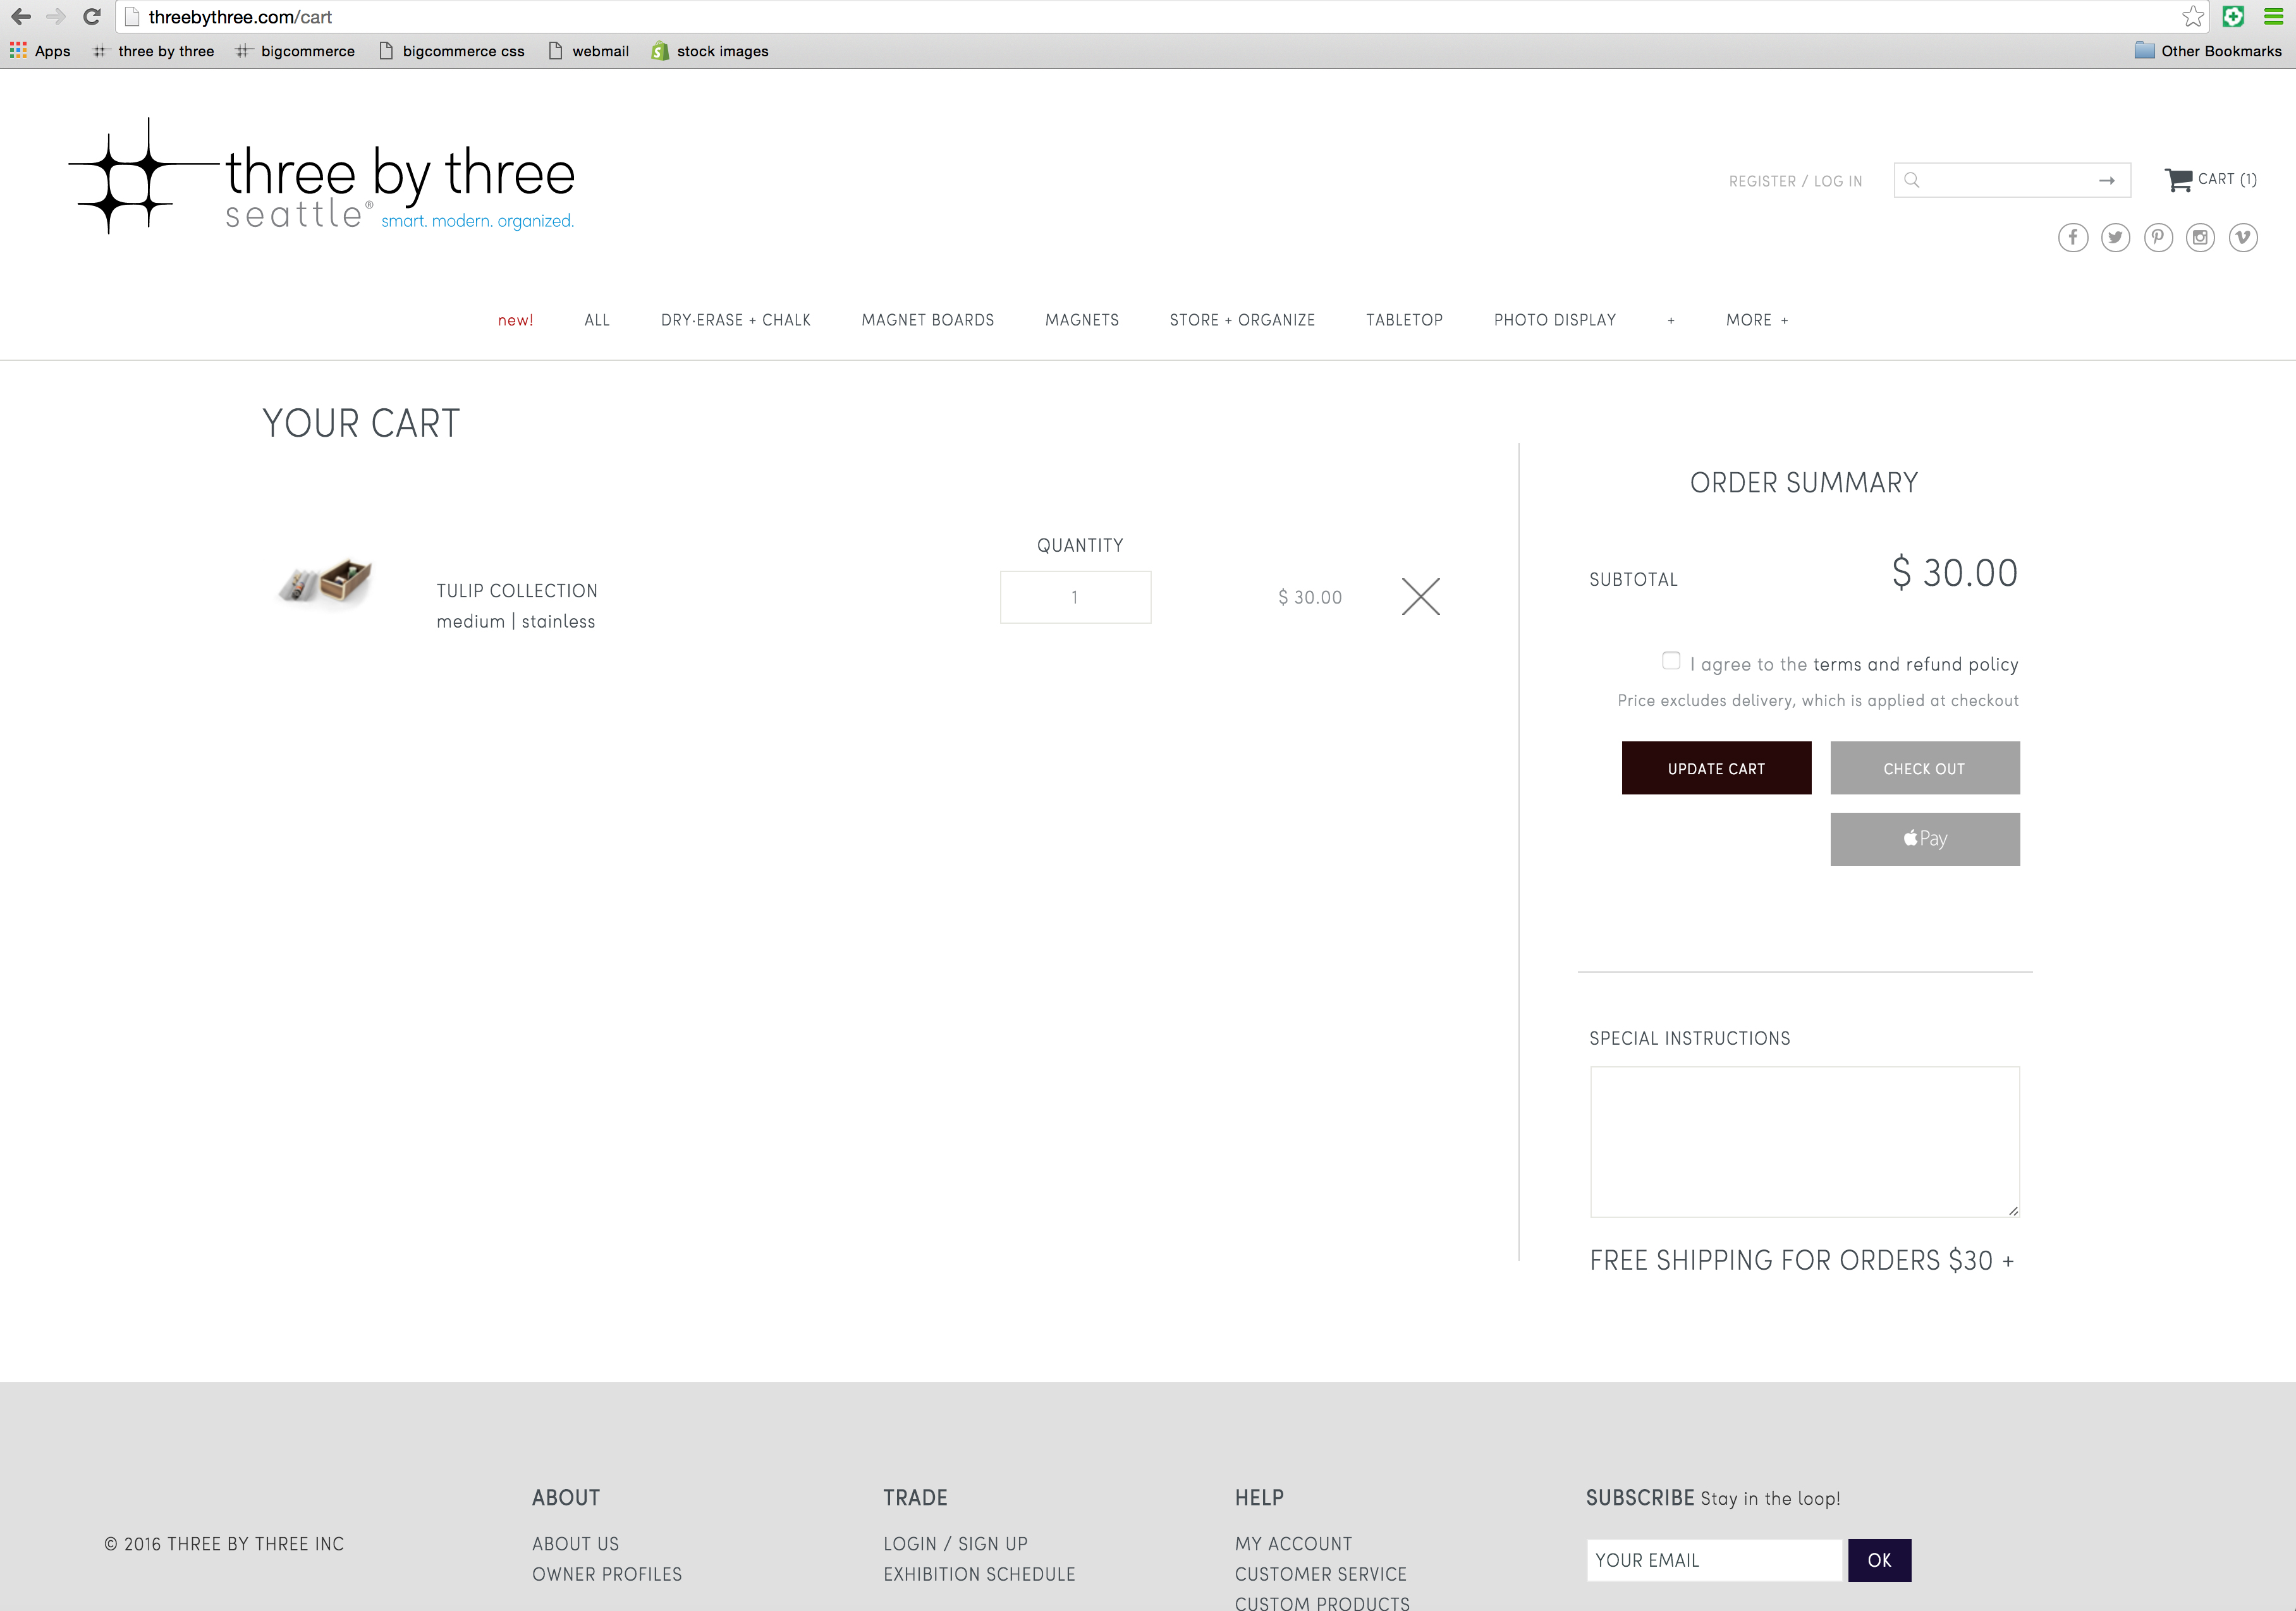 threebythree.com/cart
Apps three by three bigcommerce bigcommerce css webmail stock images Other Bookmarks
three by three
seattle® smart. modern. organized.
REGISTER / LOG IN
CART (1)
new! ALL DRY·ERASE + CHALK MAGNET BOARDS MAGNETS STORE + ORGANIZE TABLETOP PHOTO DISPLAY + MORE +
YOUR CART
QUANTITY
TULIP COLLECTION
medium | stainless
1
$ 30.00
ORDER SUMMARY
SUBTOTAL $ 30.00
I agree to the terms and refund policy
Price excludes delivery, which is applied at checkout
UPDATE CART CHECK OUT
Pay
SPECIAL INSTRUCTIONS
FREE SHIPPING FOR ORDERS $30 +
© 2016 THREE BY THREE INC
ABOUT
ABOUT US
OWNER PROFILES
TRADE
LOGIN / SIGN UP
EXHIBITION SCHEDULE
HELP
MY ACCOUNT
CUSTOMER SERVICE
CUSTOM PRODUCTS
SUBSCRIBE Stay in the loop!
YOUR EMAIL OK